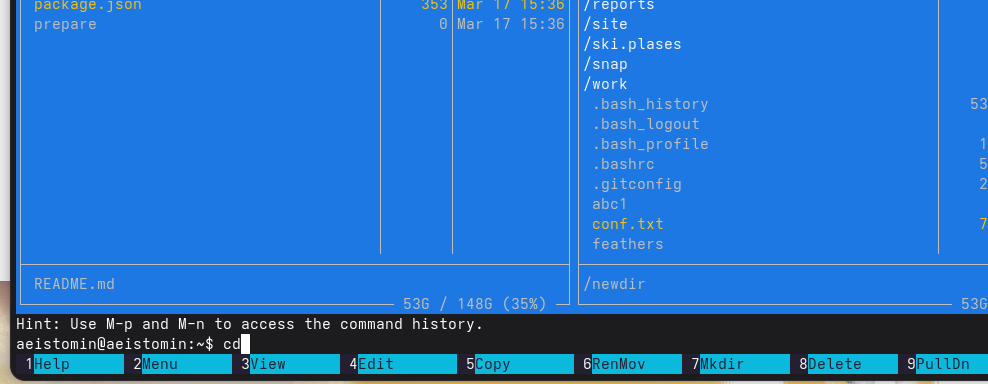 package.json 353 Mar 17 15:36 /reports
prepare 0 Mar 17 15:36 /site
/ski.plases
/snap
/work
.bash_history 53
.bash_logout
.bash_profile 1
.bashrc 5
.gitconfig 2
abc1
conf.txt 7
feathers
README.md /newdir
53G / 148G (35%) 53G
Hint: Use M-p and M-n to access the command history.
aeistomin@aeistomin:~$ cd
1Help 2Menu 3View 4Edit 5Copy 6RenMov 7Mkdir 8Delete 9PullDn